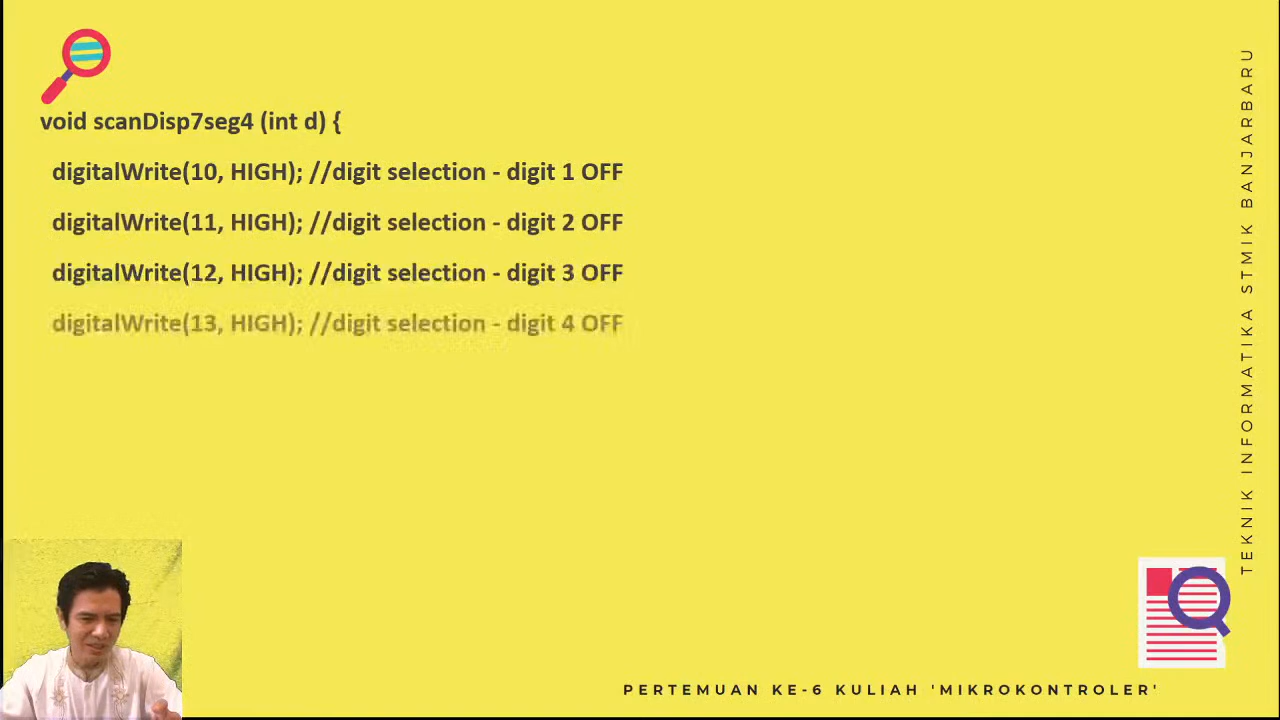 void scanDisp7seg4 (int d) {
digitalWrite(10, HIGH); //digit selection - digit 1 OFF
digitalWrite(11, HIGH); //digit selection - digit 2 OFF
digitalWrite(12, HIGH); //digit selection - digit 3 OFF
digitalWrite(13, HIGH); //digit selection - digit 4 OFF
TEKNIK INFORMATIKA STMIK BANJARBARU
PERTEMUAN KE-6 KULIAH 'MIKROKONTROLER'